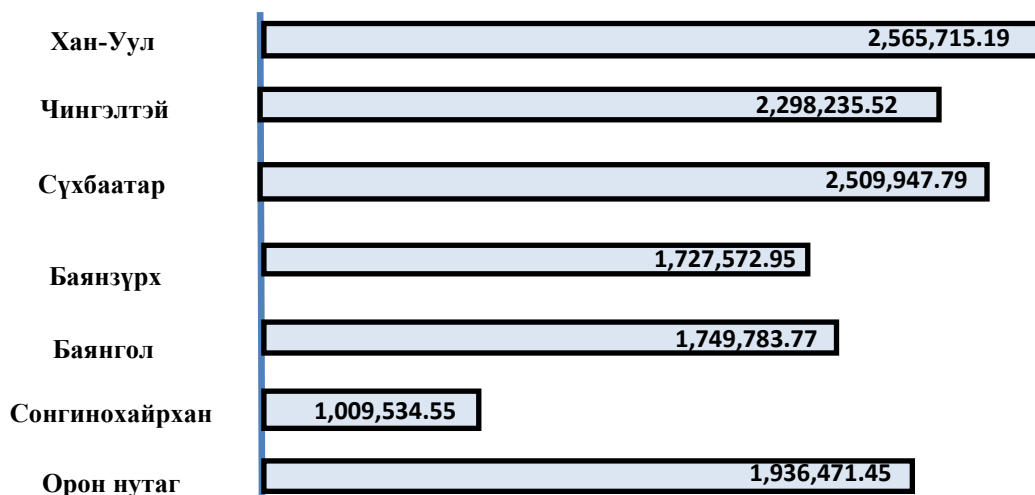 Хан-Уул 2,565,715.19
Чингэлтэй 2,298,235.52
Сүхбаатар 2,509,947.79
Баянзүрх 1,727,572.95
Баянгол 1,749,783.77
Сонгинохайрхан 1,009,534.55
Орон нутаг 1,936,471.45